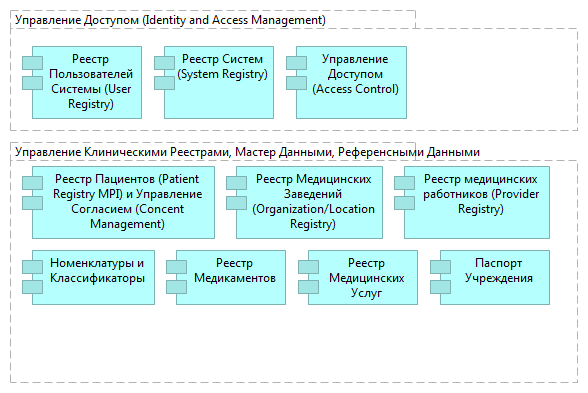 Управление Доступом (Identity and Access Management)
Реестр
Пользователей
Системы (User
Registry)
Реестр Систем
(System Registry)
Управление
Доступом
(Access Control)
Управление Клиническими Реестрами, Мастер Данными, Референсными Данными
Реестр Пациентов (Patient
Registry MPI) и Управление
Согласием (Concent
Management)
Реестр Медицинских
Заведений
(Organization/Location
Registry)
Реестр медицинских
работников (Provider
Registry)
Номенклатуры и
Классификаторы
Реестр
Медикаментов
Реестр
Медицинских
Услуг
Паспорт
Учреждения